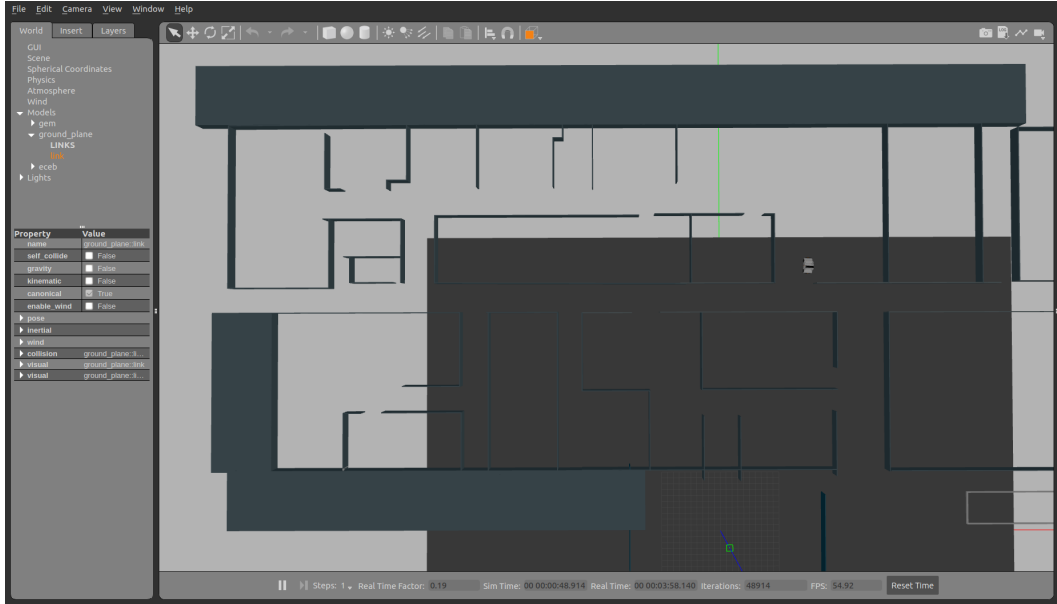 File Edit Camera View Window Help
World Insert Layers
GUI
Scene
Spherical Coordinates
Physics
Atmosphere
Wind
Models
gem
ground_plane
LINKS
link
eceb
Lights
Property Value
name ground_plane::link
self_collide False
gravity False
kinematic False
canonical True
enable_wind False
pose
inertial
wind
collision ground_plane::li...
visual ground_plane::link
visual ground_plane::li...
Steps: 1 Real Time Factor: 0.19 Sim Time: 00 00:00:48.914 Real Time: 00 00:03:58.140 Iterations: 48914 FPS: 54.92 Reset Time